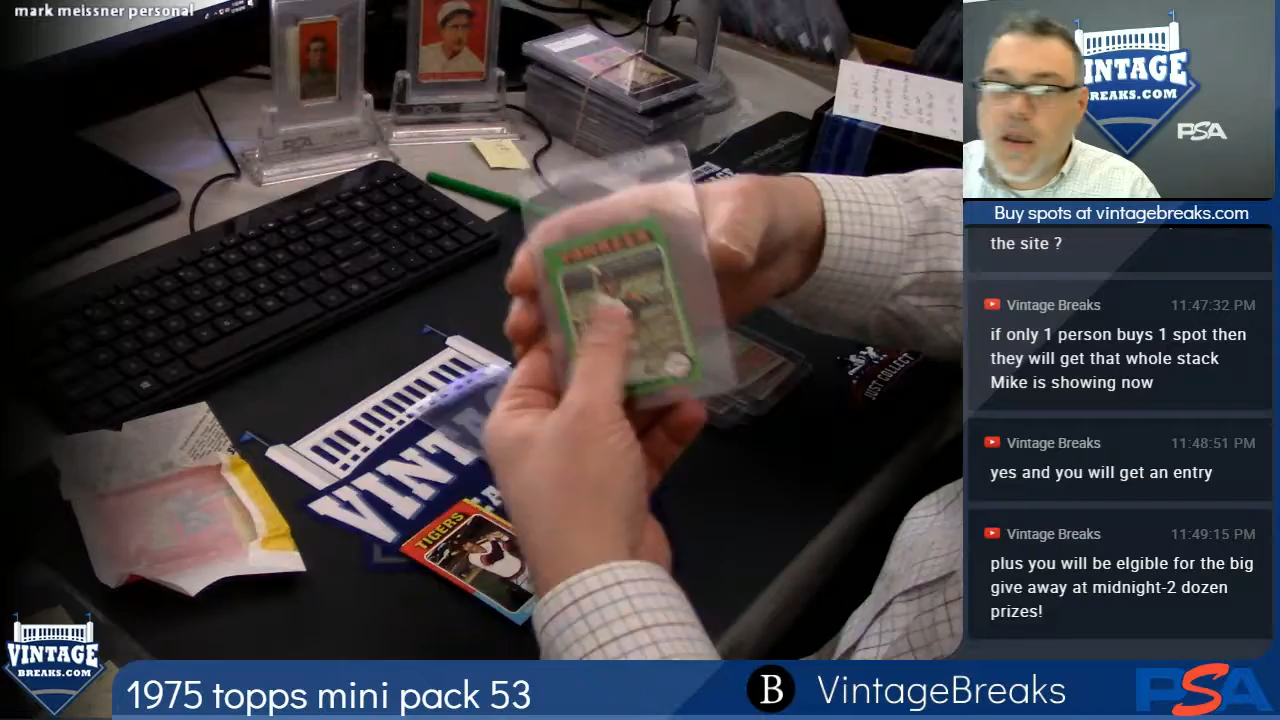 mark meissner personal
VINTAGE
BREAKS.COM
PSA
Buy spots at vintagebreaks.com
the site ?
Vintage Breaks
11:47:32 PM
if only 1 person buys 1 spot then
they will get that whole stack
Mike is showing now
Vintage Breaks
11:48:51 PM
yes and you will get an entry
Vintage Breaks
11:49:15 PM
plus you will be elgible for the big
give away at midnight-2 dozen
prizes!
YANKEES
JUST COLLECT
TIGERS
VINTAGE
BREAKS.COM
1975 topps mini pack 53
B
VintageBreaks
PSA